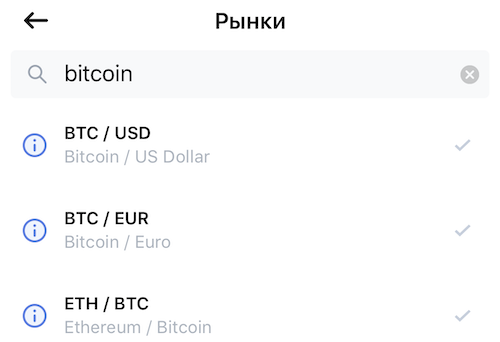 Рынки
bitcoin
BTC / USD
Bitcoin / US Dollar
BTC / EUR
Bitcoin / Euro
ETH / BTC
Ethereum / Bitcoin